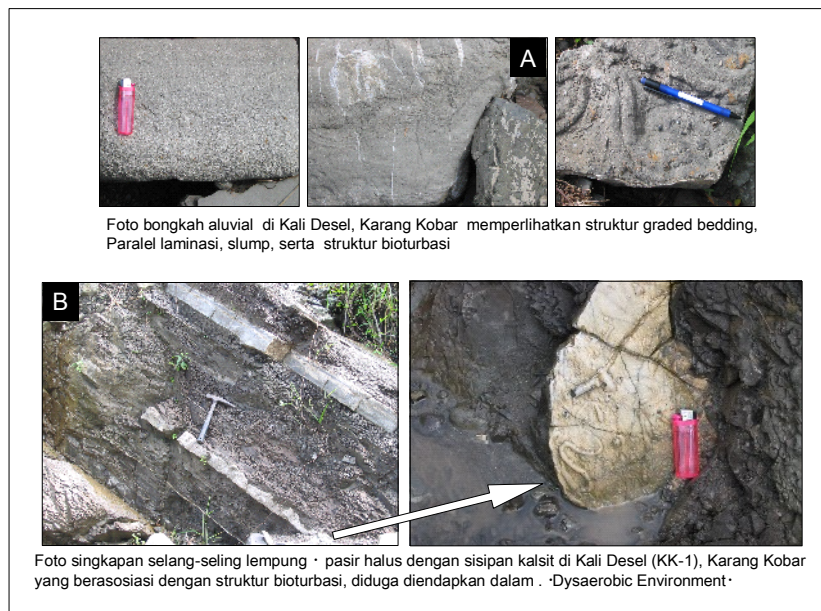 A
Foto bongkah aluvial di Kali Desel, Karang Kobar memperlihatkan struktur graded bedding,
Paralel laminasi, slump, serta struktur bioturbasi
B
Foto singkapan selang-seling lempung · pasir halus dengan sisipan kalsit di Kali Desel (KK-1), Karang Kobar
yang berasosiasi dengan struktur bioturbasi, diduga diendapkan dalam . ·Dysaerobic Environment·